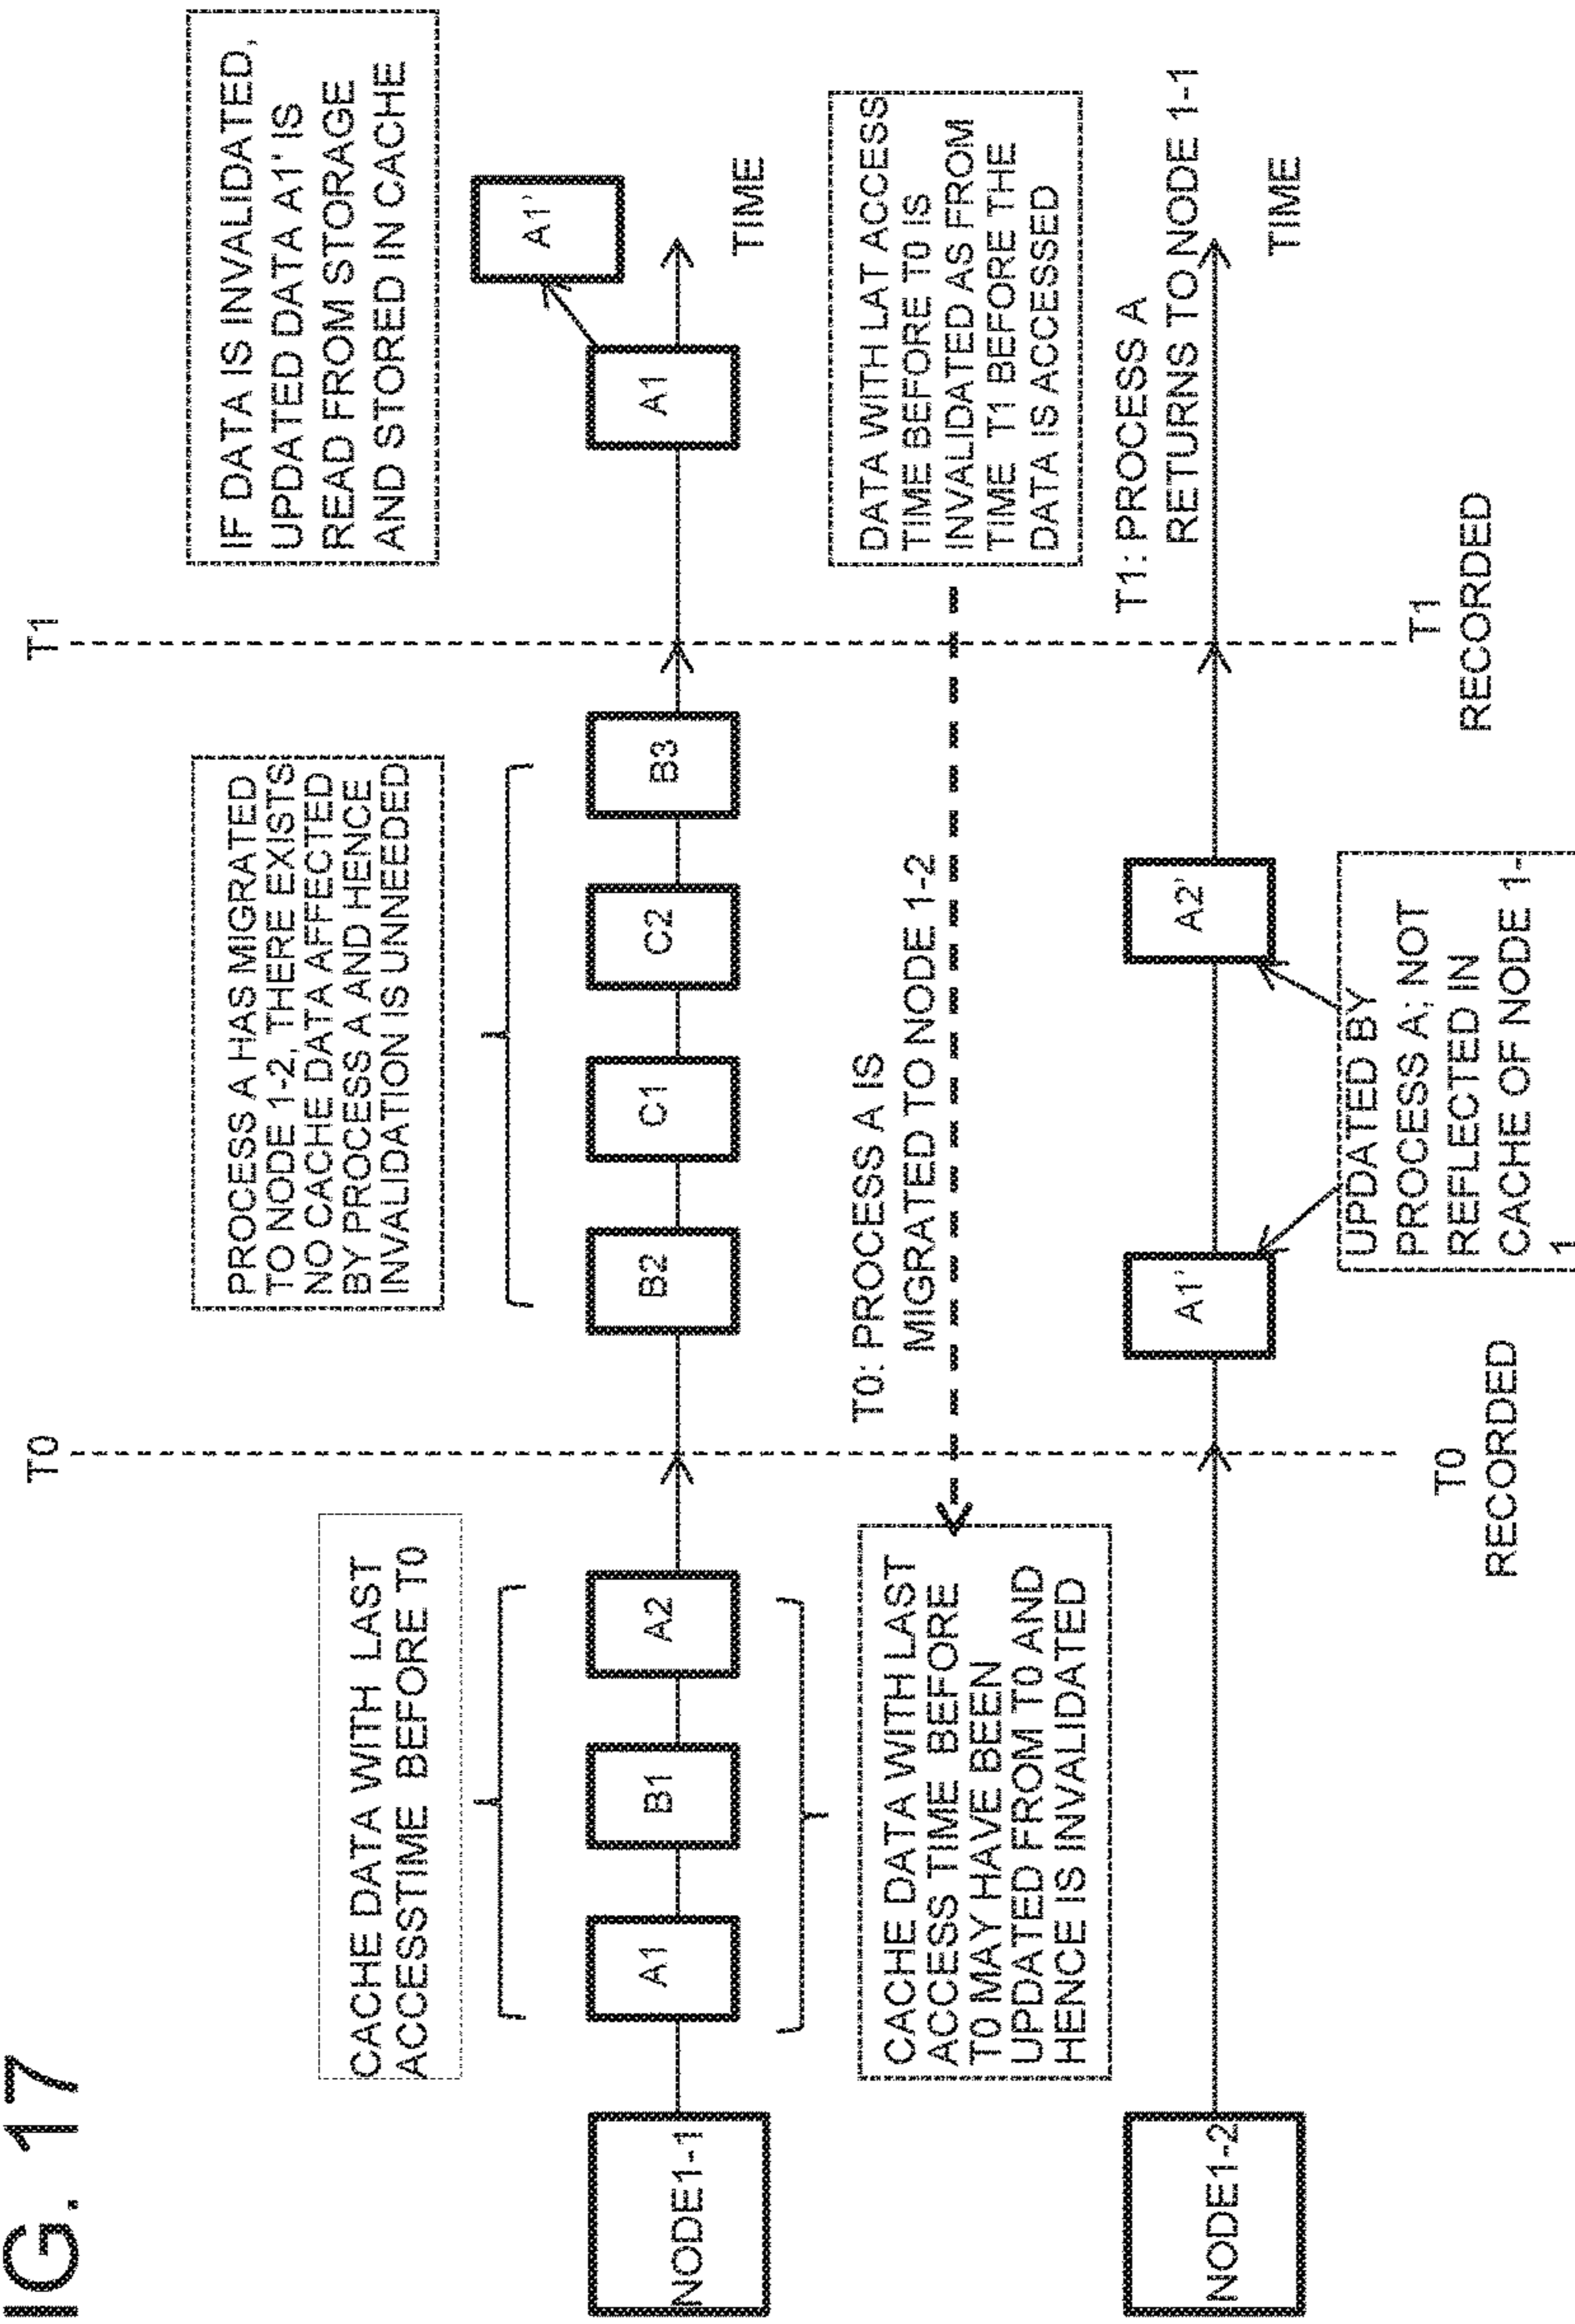 IG. 17
T0
T1
CACHE DATA WITH LAST
ACCESSTIME BEFORE T0
PROCESS A HAS MIGRATED
TO NODE 1-2, THERE EXISTS
NO CACHE DATA AFFECTED
BY PROCESS A AND HENCE
INVALIDATION IS UNNEEDED
IF DATA IS INVALIDATED,
UPDATED DATA A1' IS
READ FROM STORAGE
AND STORED IN CACHE
A1'
NODE1-1
A1
B1
A2
B2
C1
C2
B3
A1
TIME
CACHE DATA WITH LAST
ACCESS TIME BEFORE
T0 MAY HAVE BEEN
UPDATED FROM T0 AND
HENCE IS INVALIDATED
T0: PROCESS A IS
MIGRATED TO NODE 1-2
DATA WITH LAT ACCESS
TIME BEFORE T0 IS
INVALIDATED AS FROM
TIME T1 BEFORE THE
DATA IS ACCESSED
T1: PROCESS A
RETURNS TO NODE 1-1
NODE1-2
A1'
A2'
TIME
UPDATED BY
PROCESS A; NOT
REFLECTED IN
CACHE OF NODE 1-
1
T0
RECORDED
T1
RECORDED